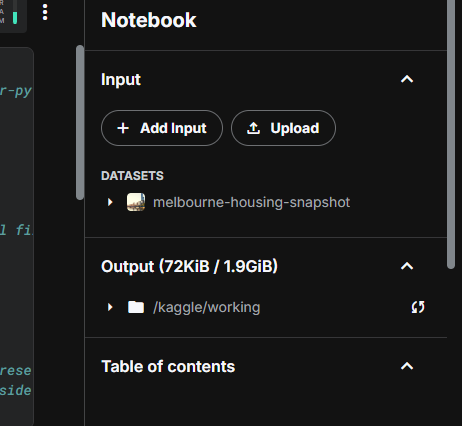 R
A
M
Notebook
Input
Add Input
Upload
DATASETS
melbourne-housing-snapshot
Output (72KiB / 1.9GiB)
/kaggle/working
Table of contents
r-py
l fi
rese
side